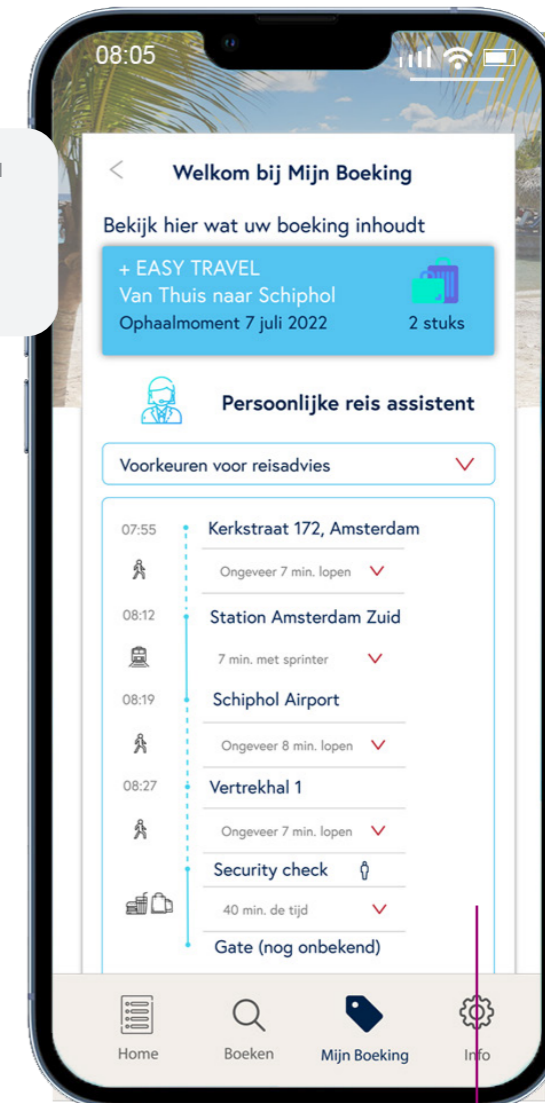 08:05
Welkom bij Mijn Boeking
Bekijk hier wat uw boeking inhoudt
+ EASY TRAVEL
Van Thuis naar Schiphol
Ophaalmoment 7 juli 2022 2 stuks
Persoonlijke reis assistent
Voorkeuren voor reisadvies
07:55 Kerkstraat 172, Amsterdam
Ongeveer 7 min. lopen
08:12 Station Amsterdam Zuid
7 min. met sprinter
08:19 Schiphol Airport
Ongeveer 8 min. lopen
08:27 Vertrekhal 1
Ongeveer 7 min. lopen
Security check
40 min. de tijd
Gate (nog onbekend)
Home Boeken Mijn Boeking Info